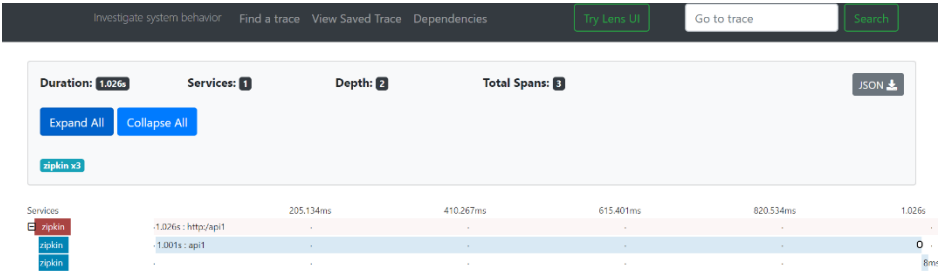 Investigate system behavior Find a trace View Saved Trace Dependencies Try Lens UI Go to trace Search
Duration: 1.026s Services: 1 Depth: 2 Total Spans: 3 JSON
Expand All Collapse All
zipkin x3
Services 205.134ms 410.267ms 615.401ms 820.534ms 1.026s
zipkin 1.026s : http:/api1
zipkin 1.001s : api1
zipkin 8ms